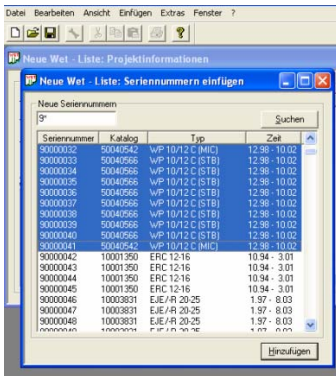 Datei Bearbeiten Ansicht Einfügen Extras Fenster ?
Neue Wet - Liste: Projektinformationen
Neue Wet - Liste: Seriennummern einfügen
Neue Seriennummern
9*
Suchen
Seriennummer Katalog Typ Zeit
90000032 50040542 WP 10/12 C (MIC) 12.98 - 10.02
90000033 50040566 WP 10/12 C (STB) 12.98 - 10.02
90000034 50040566 WP 10/12 C (STB) 12.98 - 10.02
90000035 50040566 WP 10/12 C (STB) 12.98 - 10.02
90000036 50040566 WP 10/12 C (STB) 12.98 - 10.02
90000037 50040566 WP 10/12 C (STB) 12.98 - 10.02
90000038 50040566 WP 10/12 C (STB) 12.98 - 10.02
90000039 50040566 WP 10/12 C (STB) 12.98 - 10.02
90000040 50040566 WP 10/12 C (STB) 12.98 - 10.02
90000041 50040542 WP 10/12 C (MIC) 12.98 - 10.02
90000042 10001350 ERC 12-16 10.94 - 3.01
90000043 10001350 ERC 12-16 10.94 - 3.01
90000044 10001350 ERC 12-16 10.94 - 3.01
90000045 10001350 ERC 12-16 10.94 - 3.01
90000046 10003831 EJE/-R 20-25 1.97 - 8.03
90000047 10003831 EJE/-R 20-25 1.97 - 8.03
90000048 10003831 EJE/-R 20-25 1.97 - 8.03
Hinzufügen